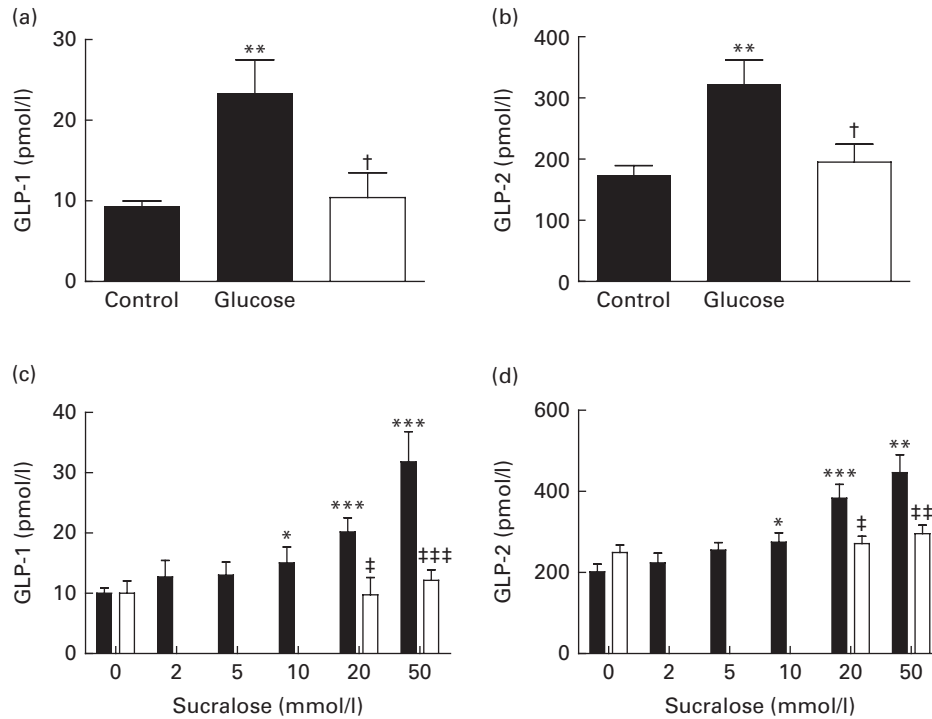 (a)
30
20
10
0
GLP-1 (pmol/l)
**
†
Control Glucose
(b)
400
300
200
100
0
GLP-2 (pmol/l)
**
†
Control Glucose
(c)
40
30
20
10
0
GLP-1 (pmol/l)
*
***
‡
***
‡‡‡
0 2 5 10 20 50
Sucralose (mmol/l)
(d)
600
400
200
0
GLP-2 (pmol/l)
*
***
‡
**
‡‡
0 2 5 10 20 50
Sucralose (mmol/l)